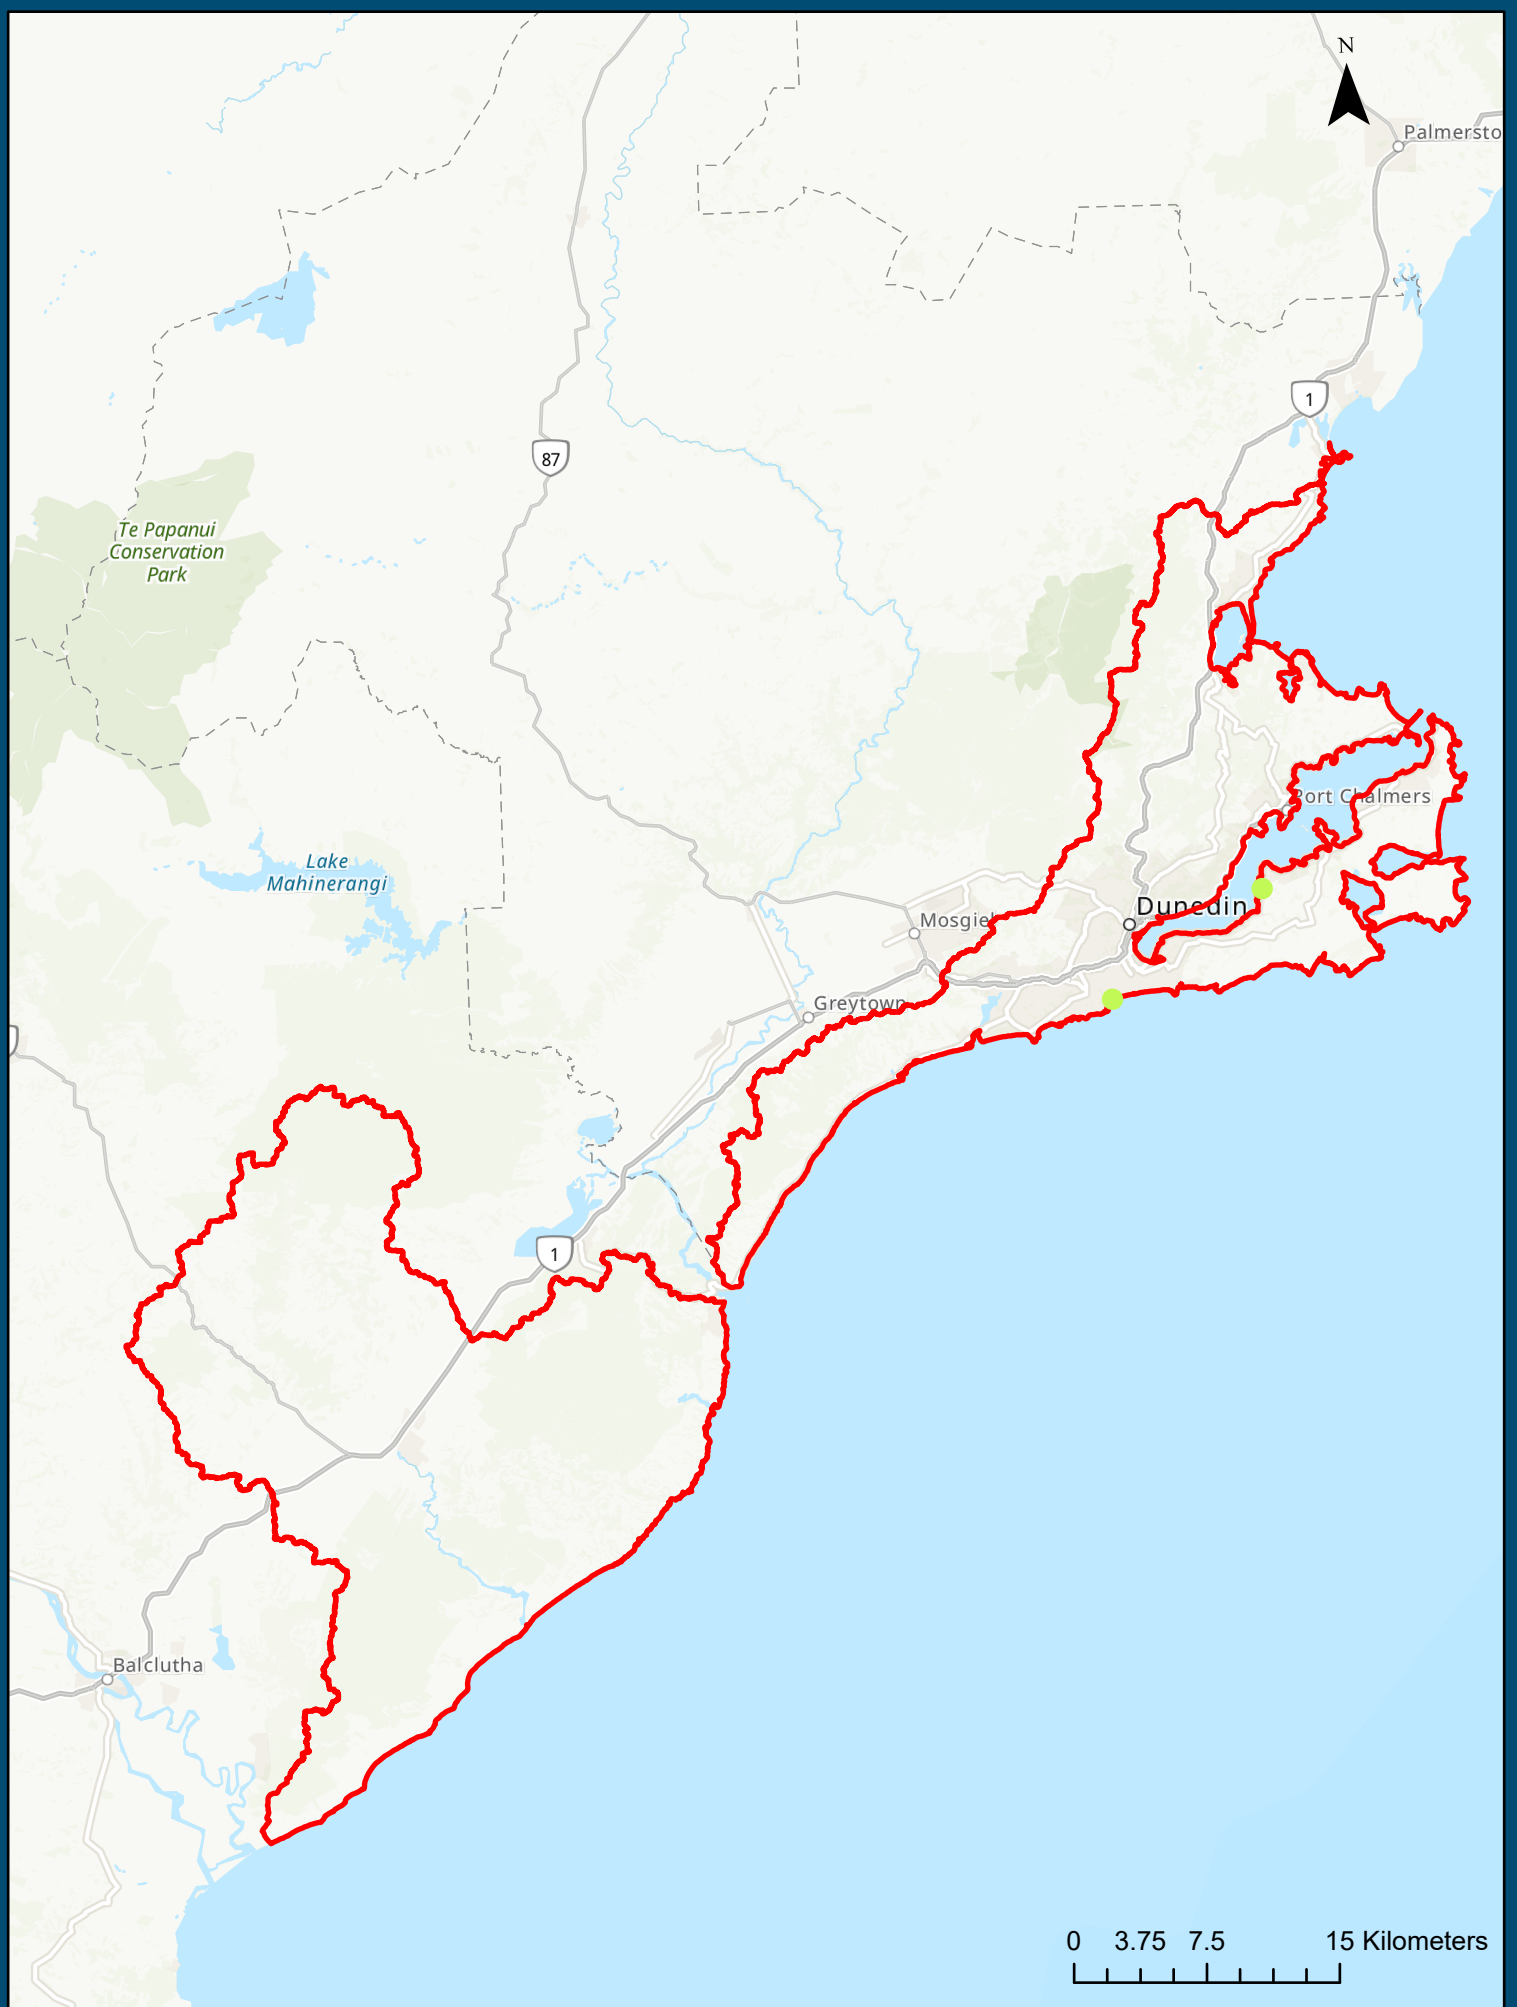 N
Palmersto
1
87
Te Papanui
Conservation
Park
Port Chalmers
Lake
Mahinerangi
Dunedin
Mosgiel
Greytown
1
Balclutha
0 3.75 7.5 15 Kilometers